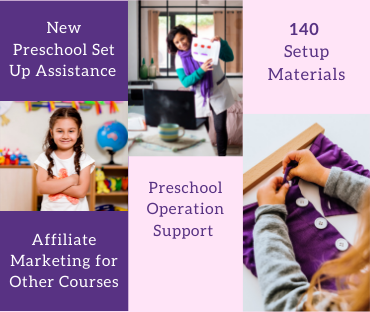 New
Preschool Set
Up Assistance
140
Setup
Materials
Preschool
Operation
Support
Affiliate
Marketing for
Other Courses